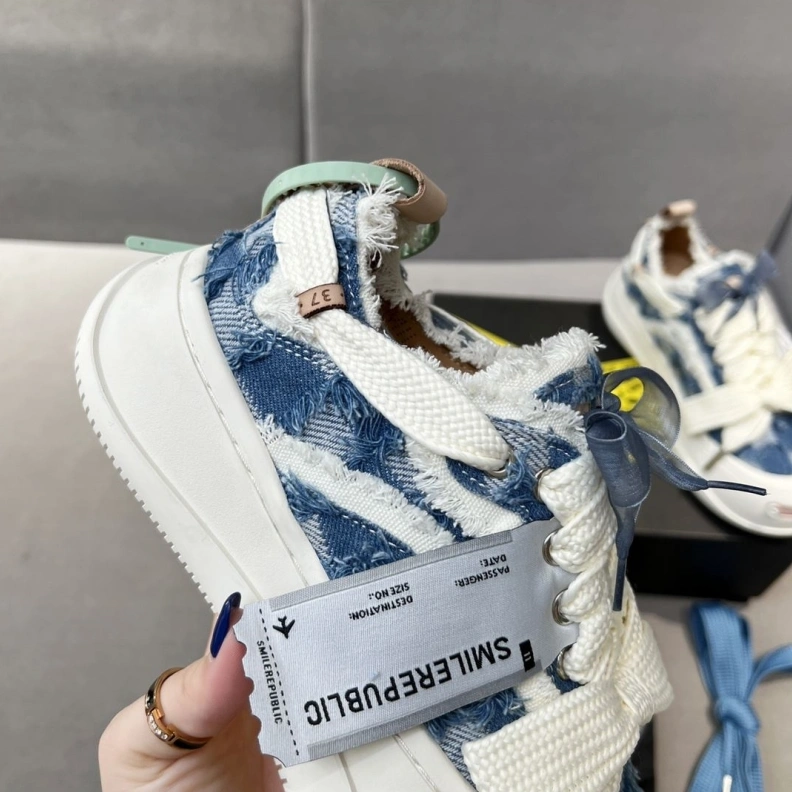 37
SMILEREPUBLIC
PASSENGER:
DATE:
DESTINATION:
SIZE NO.:
SMILEREPUBLIC